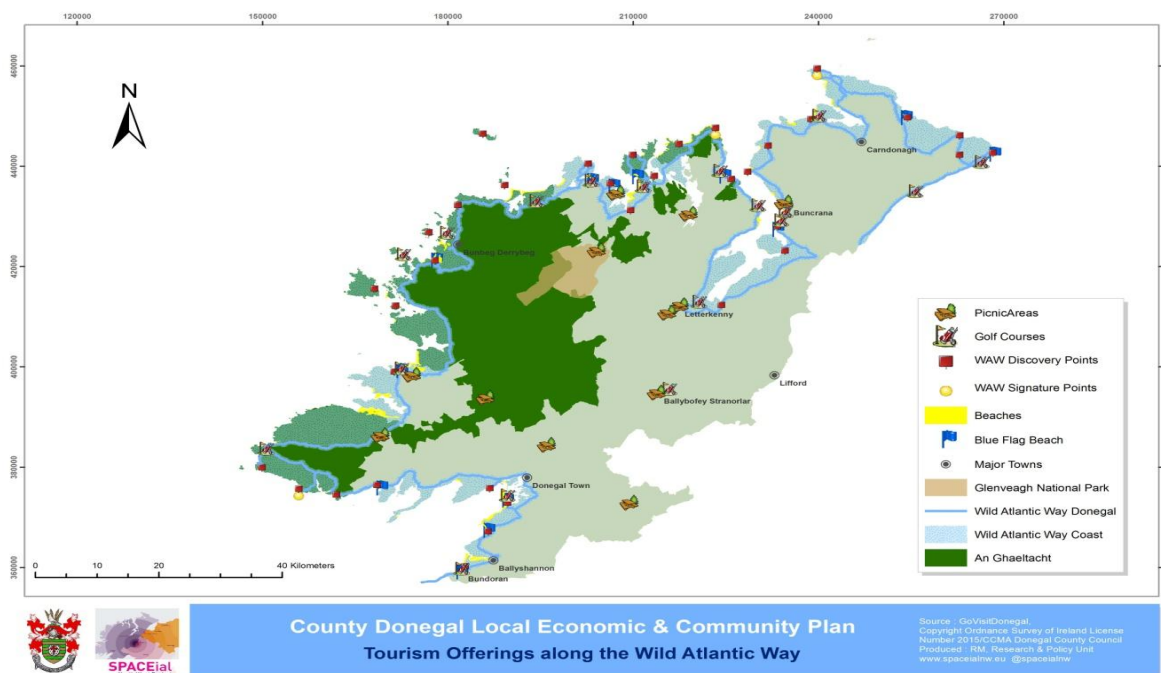 120000 150000 180000 210000 240000 270000
460000
440000
420000
400000
380000
360000
N
Carndonagh
Buncrana
Bunbeg Derrybeg
Letterkenny
Lifford
Ballybofey Stranorlar
Donegal Town
Ballyshannon
Bundoran
0 10 20 40 Kilometers
PicnicAreas
Golf Courses
WAW Discovery Points
WAW Signature Points
Beaches
Blue Flag Beach
Major Towns
Glenveagh National Park
Wild Atlantic Way Donegal
Wild Atlantic Way Coast
An Ghaeltacht
SPACEial
County Donegal Local Economic & Community Plan
Tourism Offerings along the Wild Atlantic Way
Source : GoVisitDonegal,
Copyright Ordnance Survey of Ireland License
Number 2015/CCMA Donegal County Council
Produced : RM, Research & Policy Unit
www.spaceialnw.eu @spaceialnw